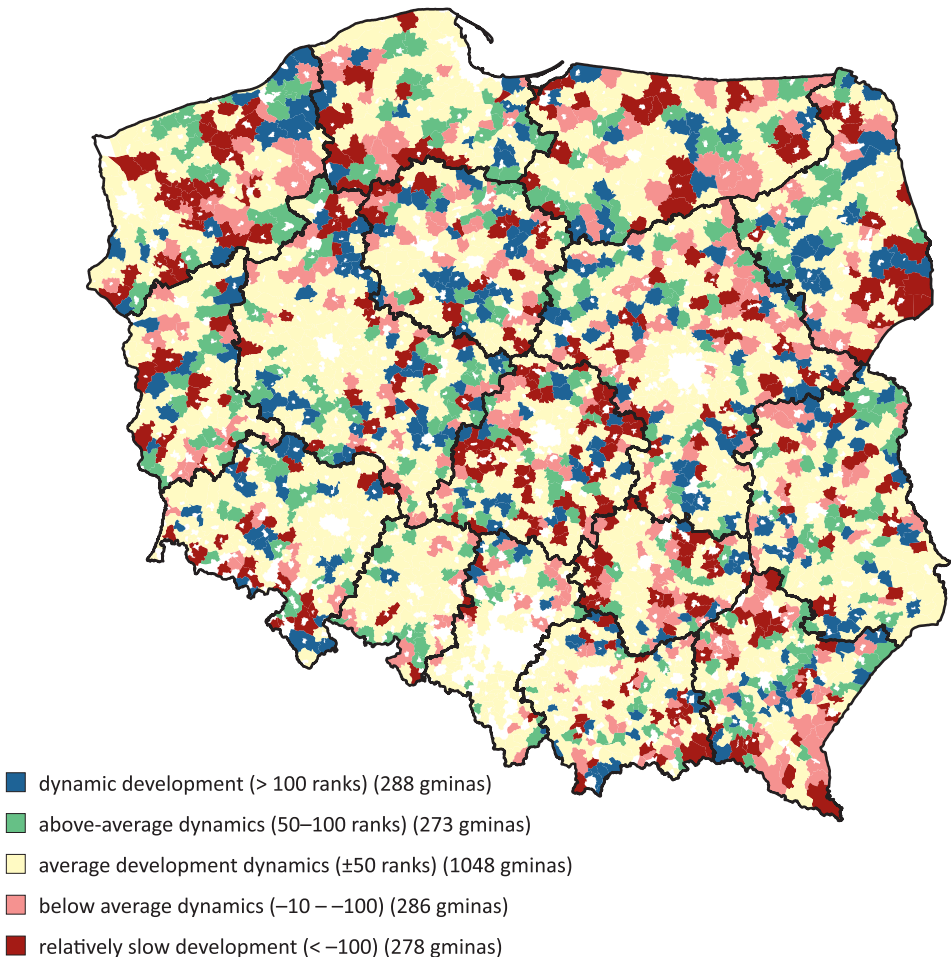 dynamic development (> 100 ranks) (288 gminas)
above-average dynamics (50–100 ranks) (273 gminas)
average development dynamics (±50 ranks) (1048 gminas)
below average dynamics (–10 – –100) (286 gminas)
relatively slow development (< –100) (278 gminas)